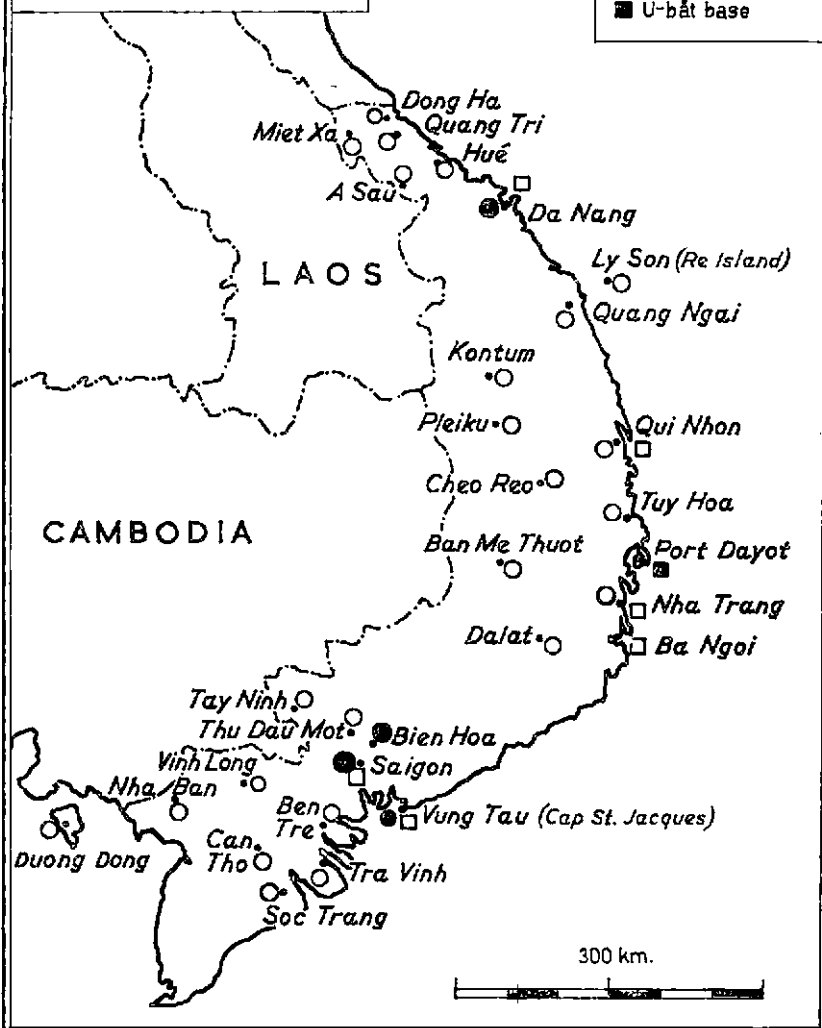 U-båt base
Dong Ha
Quang Tri
Miet Xa
Hué
A Saù
Da Nang
LAOS
Ly Son (Re Island)
Quang Ngai
Kontum
Pleiku
Qui Nhon
Cheo Reo
Tuy Hoa
CAMBODIA
Ban Me Thuot
Port Dayot
Nha Trang
Dalat
Ba Ngoi
Tay Ninh
Thu Daû Mot
Bien Hoa
Vinh Long
Saigon
Nha Ban
Ben
Tre
Vung Tau (Cap St. Jacques)
Duong Dong
Can
Tho
Tra Vinh
Soc Trang
300 km.